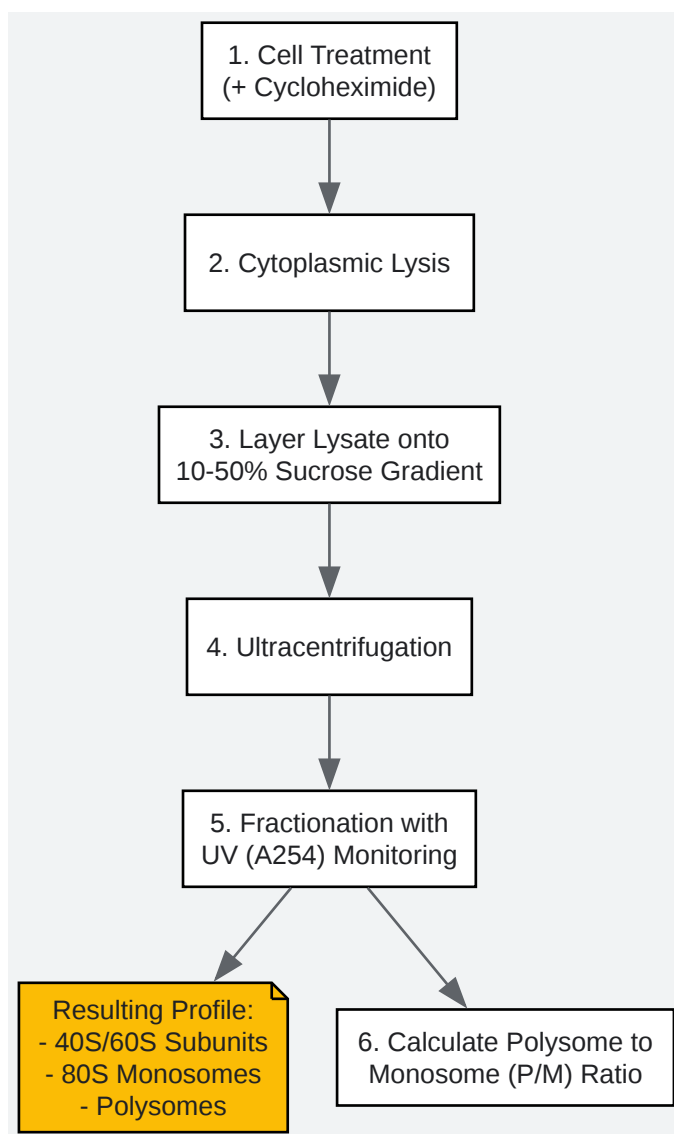 1. Cell Treatment
(+ Cycloheximide)
2. Cytoplasmic Lysis
3. Layer Lysate onto
10-50% Sucrose Gradient
4. Ultracentrifugation
5. Fractionation with
UV (A254) Monitoring
Resulting Profile:
- 40S/60S Subunits
- 80S Monosomes
- Polysomes
6. Calculate Polysome to
Monosome (P/M) Ratio